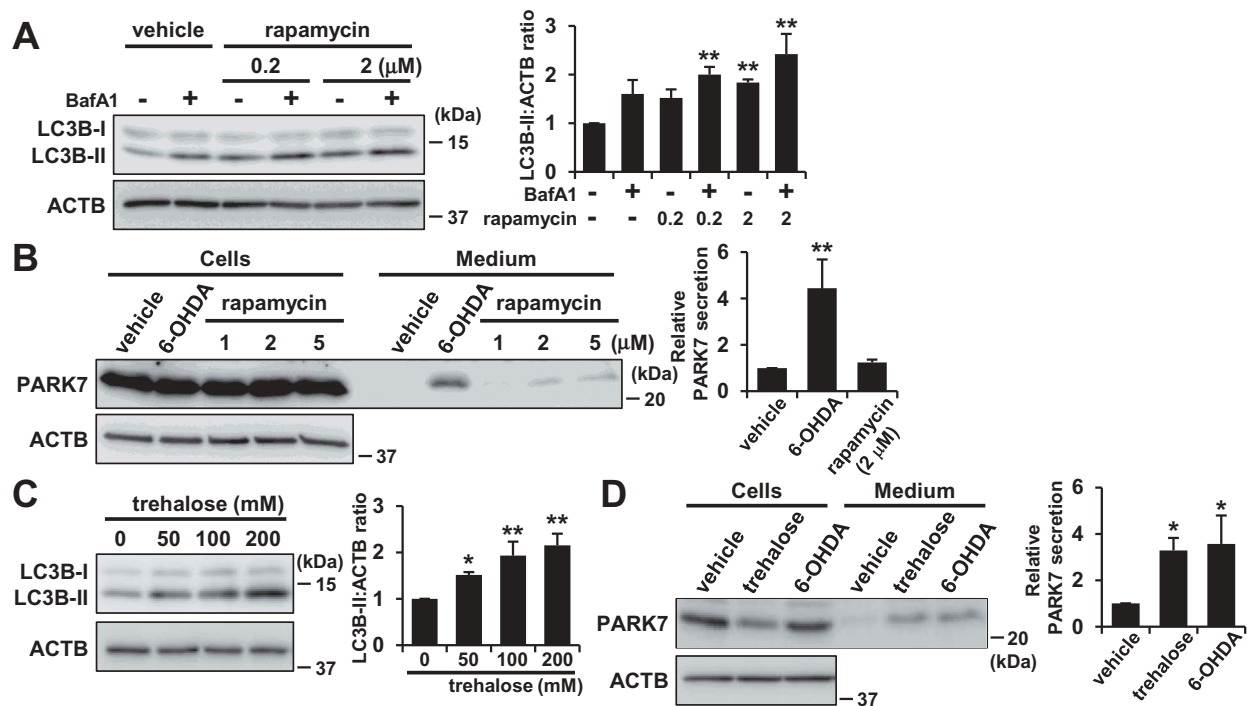 A
vehicle rapamycin
0.2 2 (μM)
BafA1 - + - + - +
(kDa)
LC3B-I
15
LC3B-II
ACTB
37
LC3B-II:ACTB ratio
3
2
1
0
** ** **
BafA1 - + - + - +
rapamycin - - 0.2 0.2 2 2
B
Cells Medium
vehicle 6-OHDA rapamycin vehicle 6-OHDA rapamycin
1 2 5 1 2 5 (μM)
(kDa)
PARK7
20
ACTB
37
Relative
PARK7 secretion
6
4
2
0
**
vehicle
6-OHDA
rapamycin
(2 μM)
C
trehalose (mM)
0 50 100 200
(kDa)
LC3B-I
15
LC3B-II
ACTB
37
LC3B-II:ACTB ratio
3
2
1
0
* ** **
0 50 100 200
trehalose (mM)
D
Cells Medium
vehicle trehalose 6-OHDA vehicle trehalose 6-OHDA
PARK7
20
(kDa)
ACTB
37
Relative
PARK7 secretion
6
4
2
0
* *
vehicle
trehalose
6-OHDA